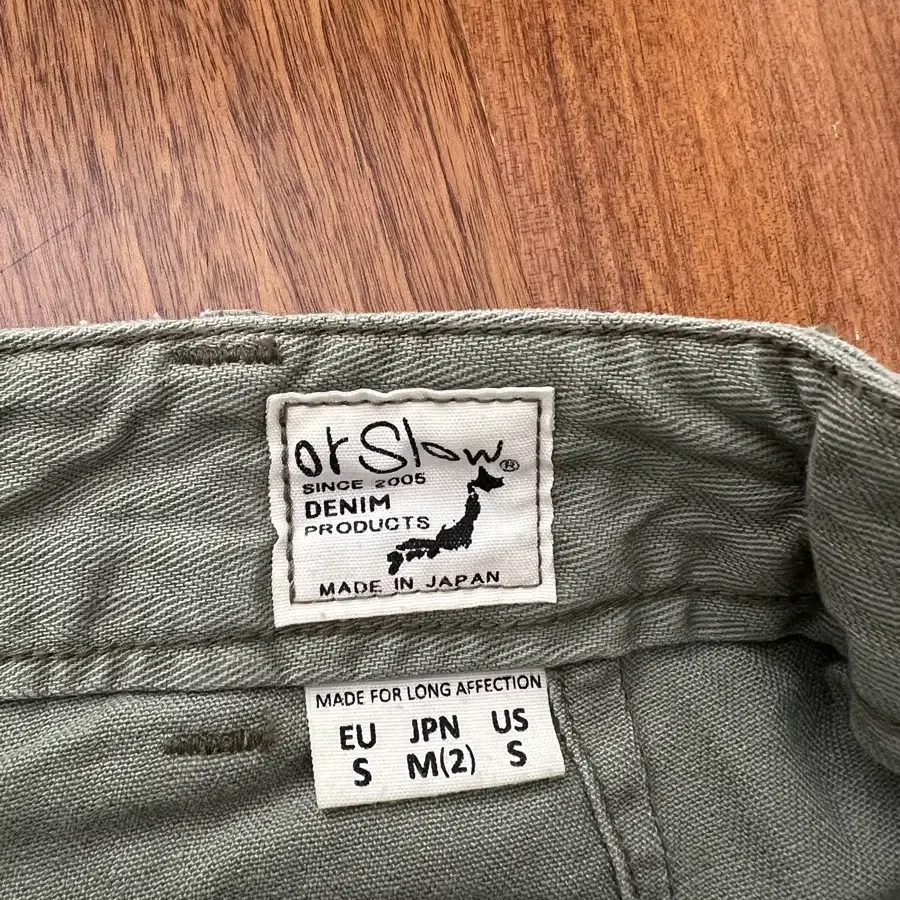 orSlow®
SINCE 2005
DENIM
PRODUCTS
MADE IN JAPAN
MADE FOR LONG AFFECTION
EU JPN US
S M(2) S